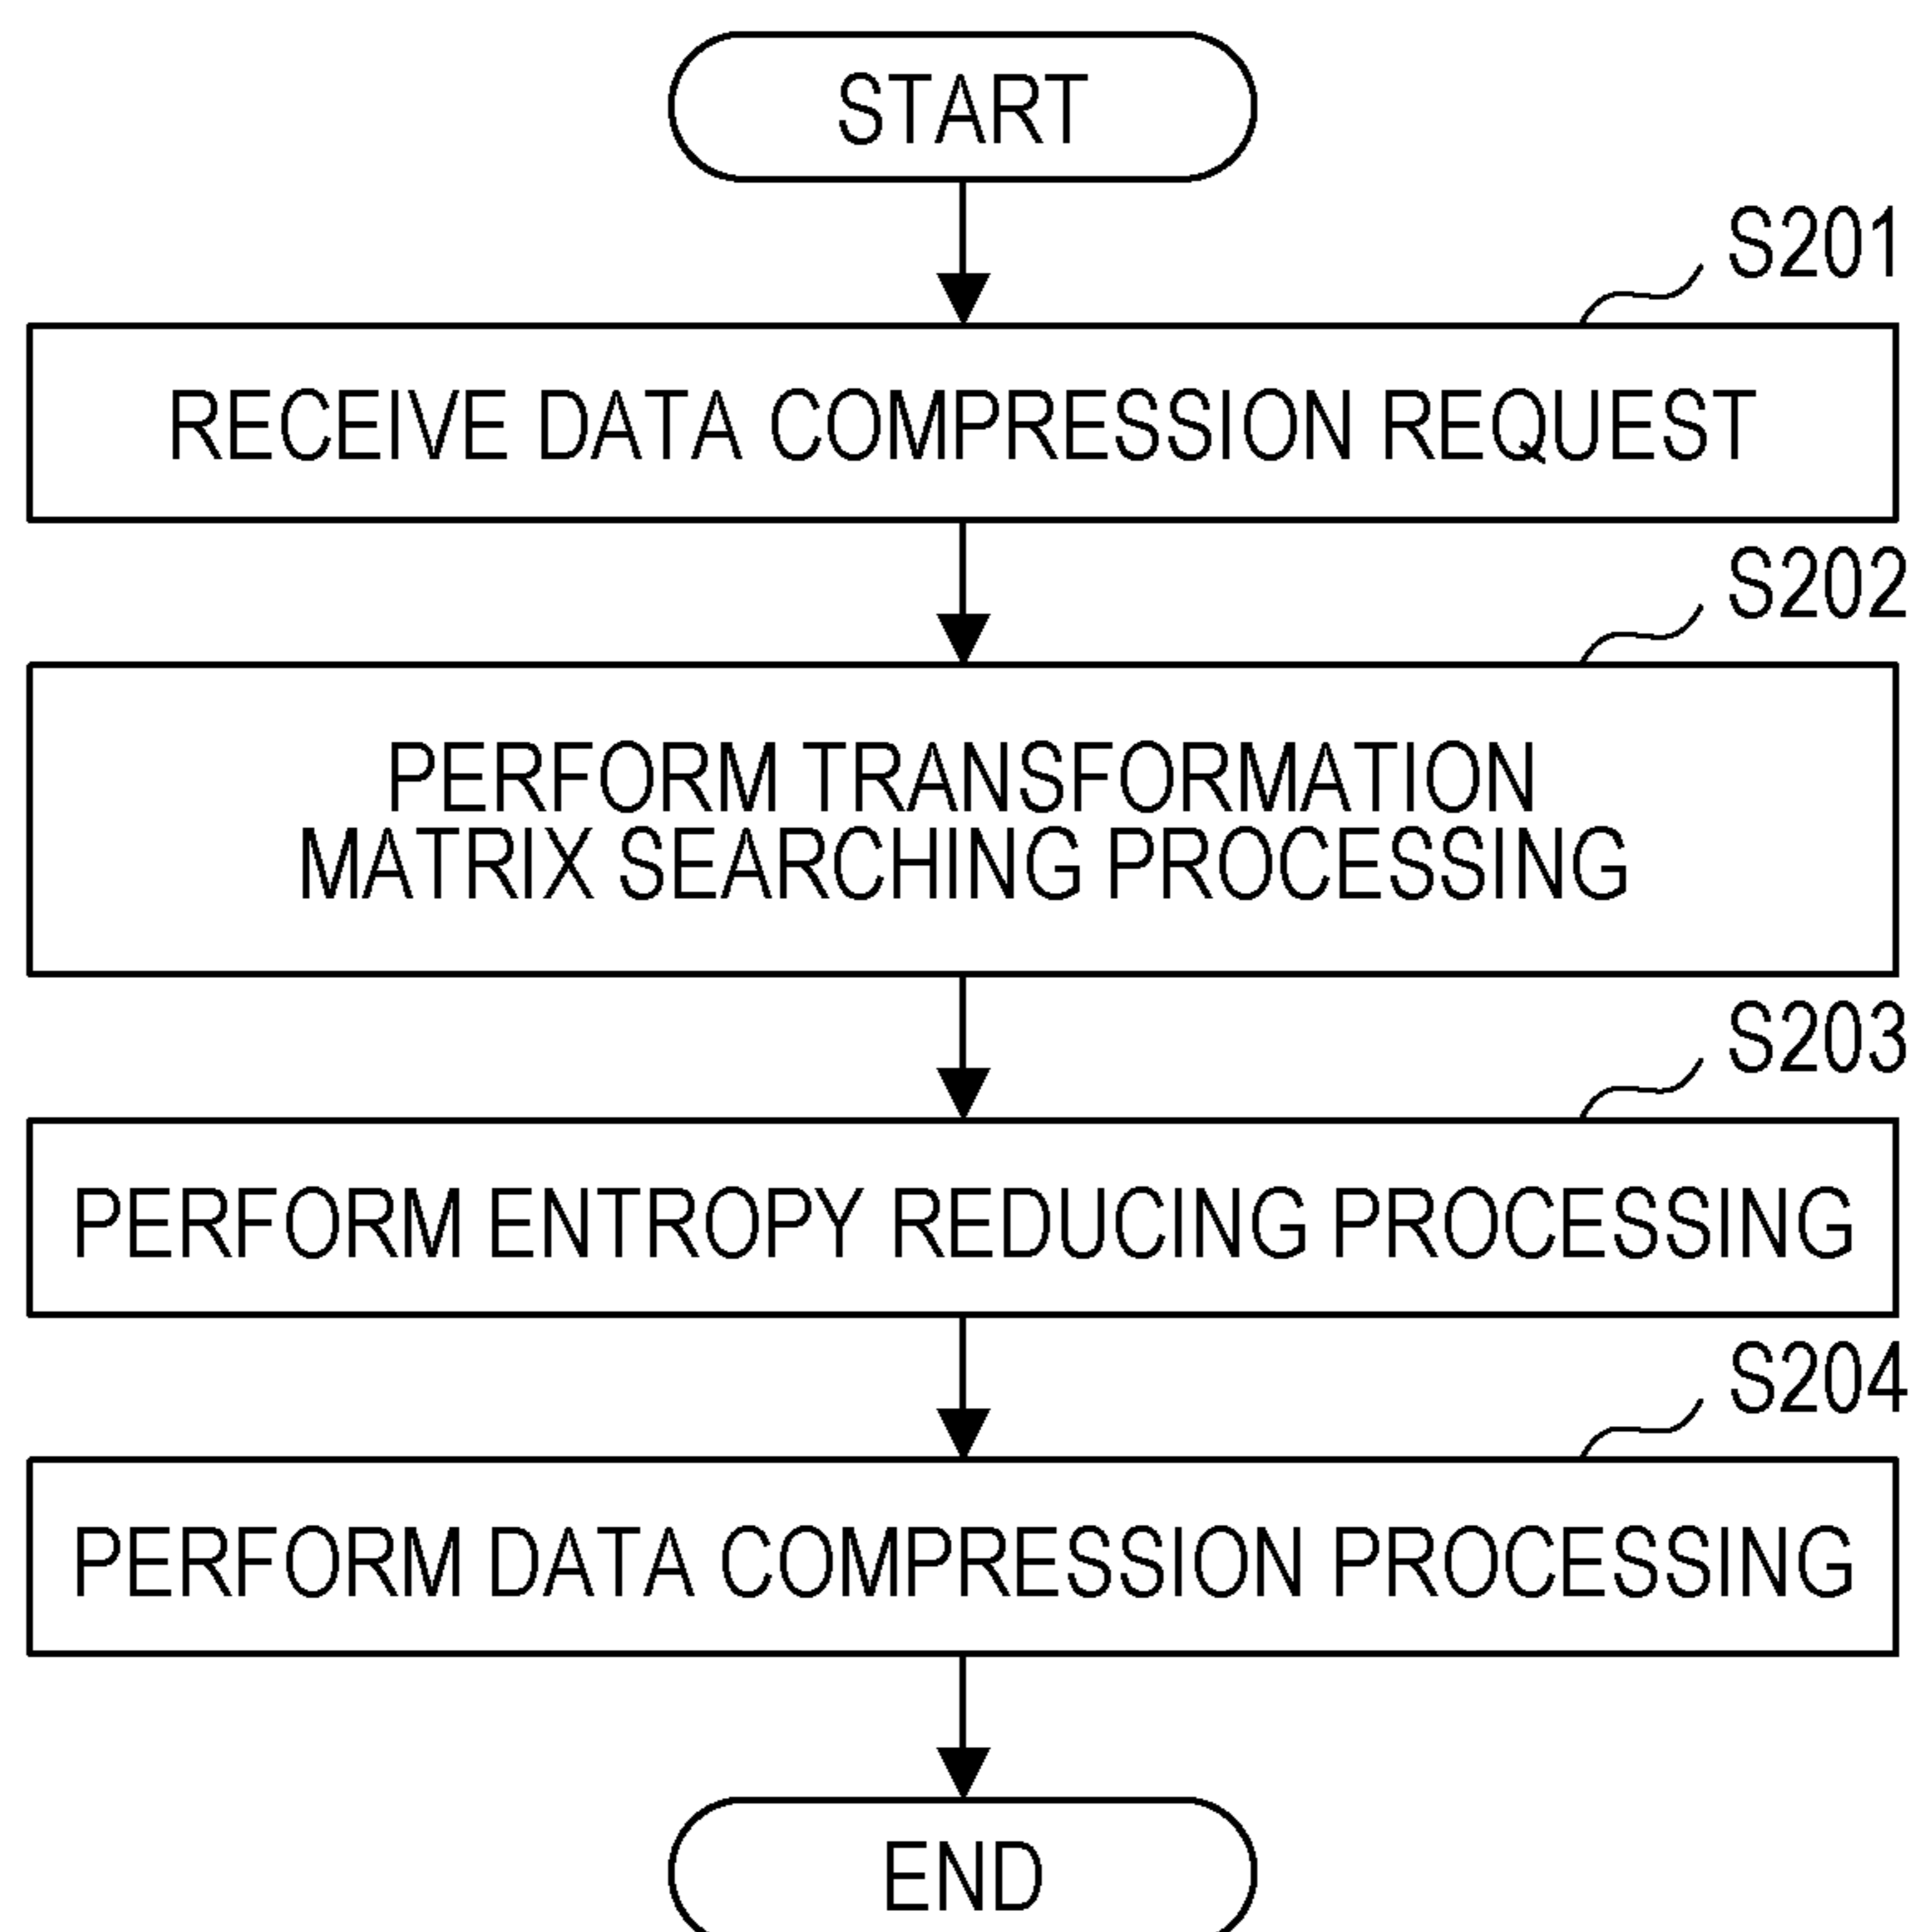 START
S201
RECEIVE DATA COMPRESSION REQUEST
S202
PERFORM TRANSFORMATION
MATRIX SEARCHING PROCESSING
S203
PERFORM ENTROPY REDUCING PROCESSING
S204
PERFORM DATA COMPRESSION PROCESSING
END